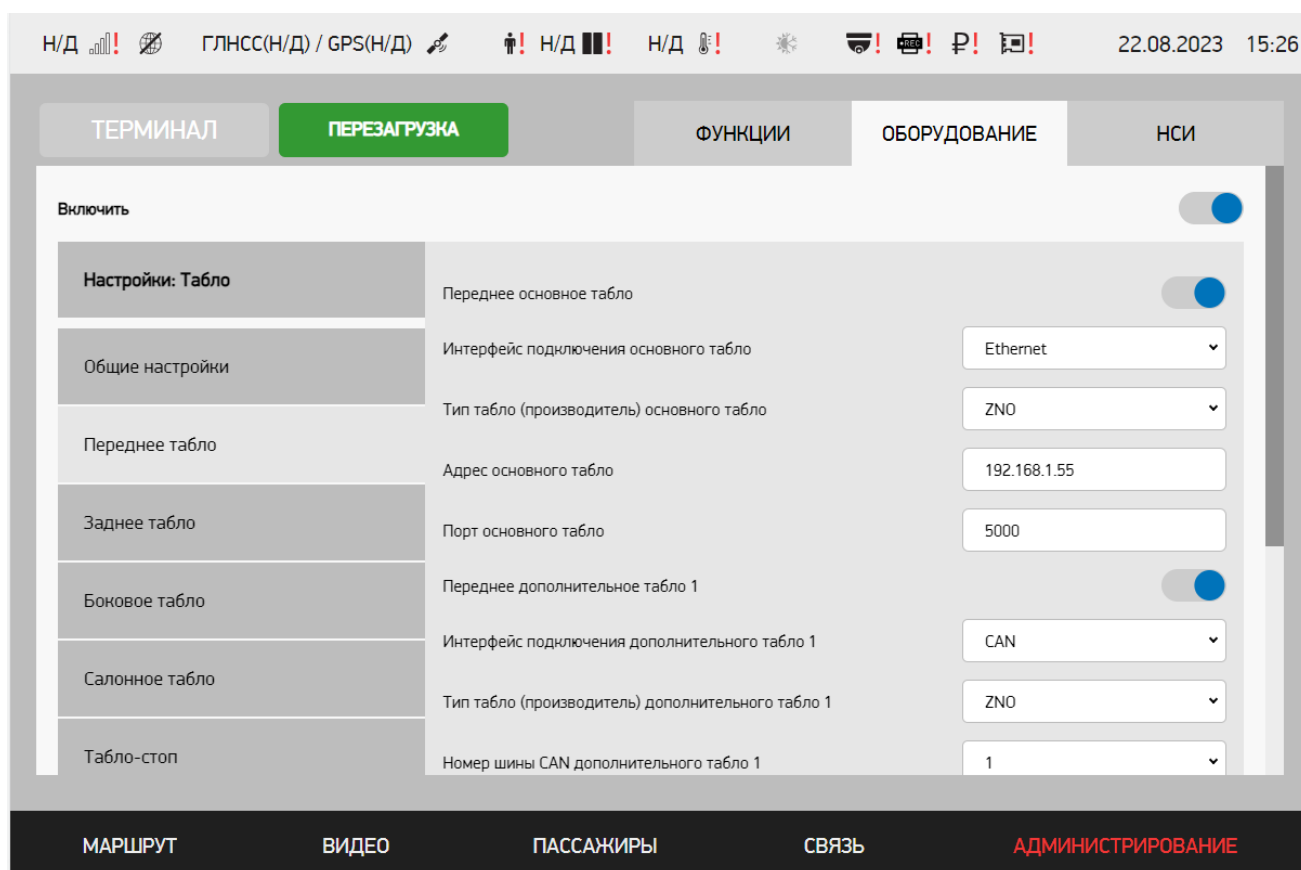 Н/Д ! ГЛНСС(Н/Д) / GPS(Н/Д) ! Н/Д ! Н/Д ! ! REC ! ₽! ! 22.08.2023 15:26
ТЕРМИНАЛ ПЕРЕЗАГРУЗКА ФУНКЦИИ ОБОРУДОВАНИЕ НСИ
Включить
Настройки: Табло
Переднее основное табло
Интерфейс подключения основного табло Ethernet
Общие настройки
Тип табло (производитель) основного табло ZNO
Переднее табло
Адрес основного табло 192.168.1.55
Заднее табло
Порт основного табло 5000
Переднее дополнительное табло 1
Боковое табло
Интерфейс подключения дополнительного табло 1 CAN
Салонное табло
Тип табло (производитель) дополнительного табло 1 ZNO
Табло-стоп
Номер шины CAN дополнительного табло 1 1
МАРШРУТ ВИДЕО ПАССАЖИРЫ СВЯЗЬ АДМИНИСТРИРОВАНИЕ